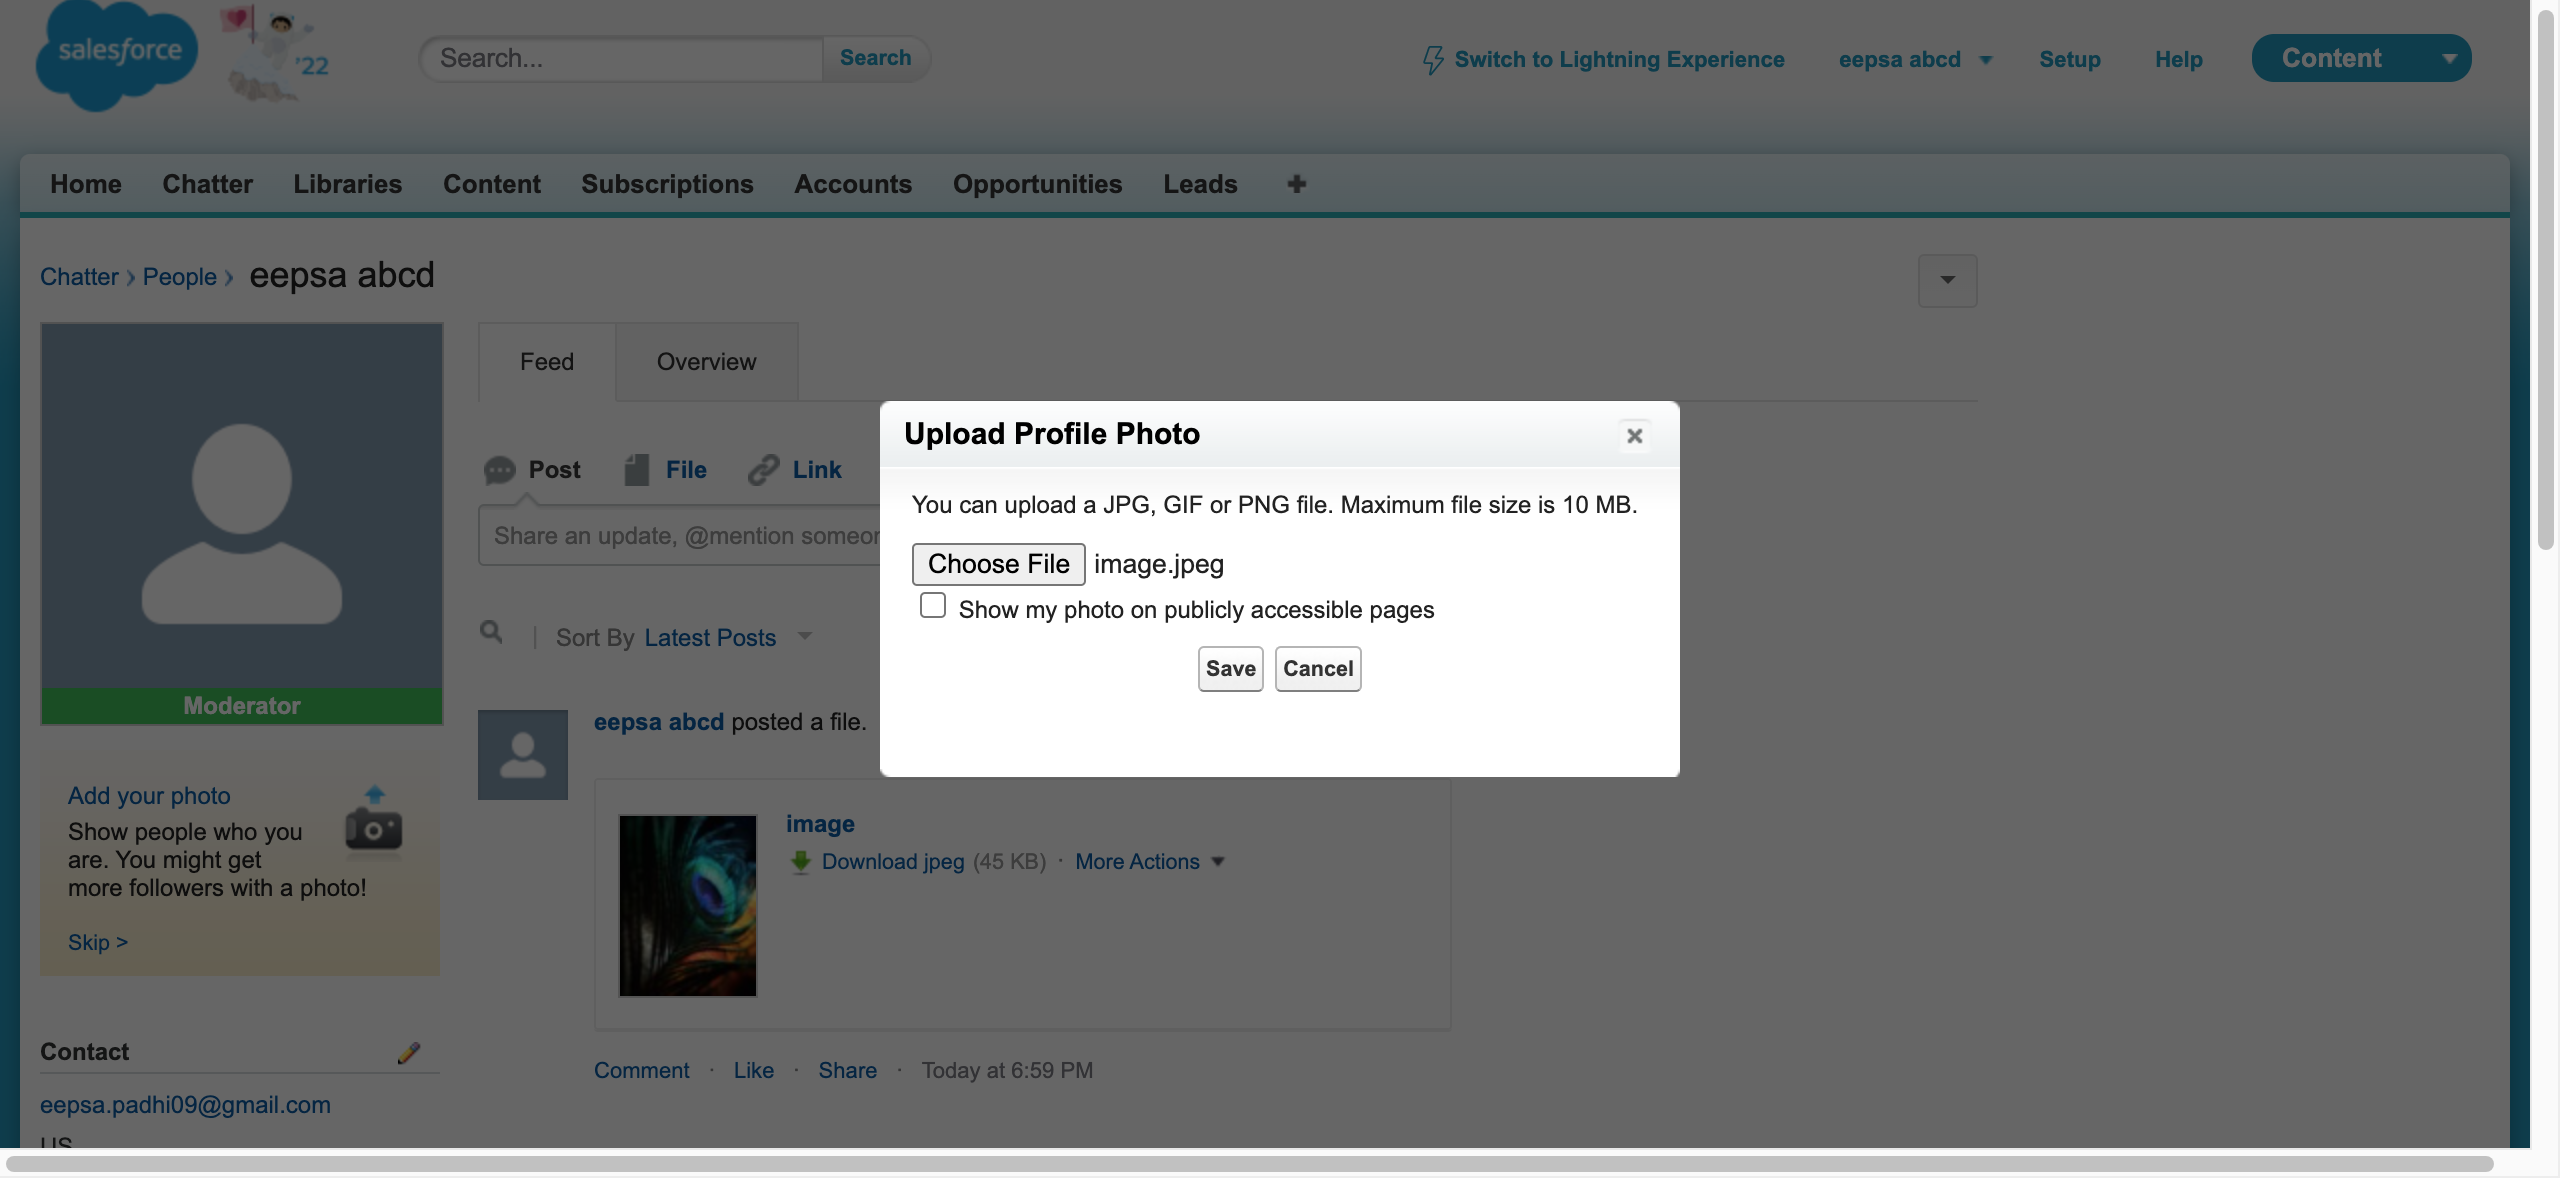 salesforce
'22
Search...
Search
Switch to Lightning Experience
eepsa abcd
Setup
Help
Content
Home
Chatter
Libraries
Content
Subscriptions
Accounts
Opportunities
Leads
Chatter
People
eepsa abcd
Moderator
Add your photo
Show people who you
are. You might get
more followers with a photo!
Skip >
Contact
eepsa.padhi09@gmail.com
US
Feed
Overview
Post
File
Link
Share an update, @mention someon
Sort By Latest Posts
eepsa abcd posted a file.
image
Download jpeg (45 KB) · More Actions
Comment · Like · Share · Today at 6:59 PM
Upload Profile Photo
You can upload a JPG, GIF or PNG file. Maximum file size is 10 MB.
Choose File image.jpeg
Show my photo on publicly accessible pages
Save
Cancel